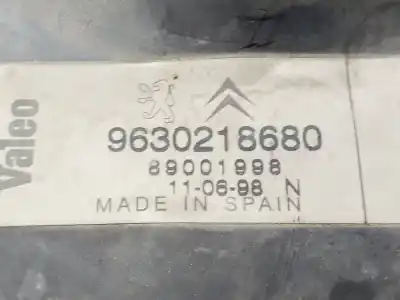 Valeo
9630218680
89001998
11-06-98 N
MADE IN SPAIN